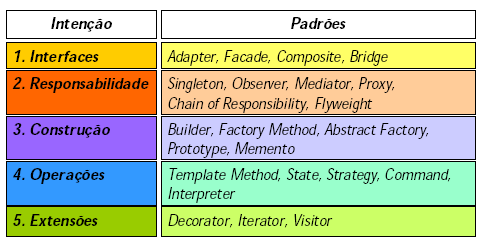 Intenção Padrões
1. Interfaces Adapter, Facade, Composite, Bridge
2. Responsabilidade Singleton, Observer, Mediator, Proxy,
Chain of Responsibility, Flyweight
3. Construção Builder, Factory Method, Abstract Factory,
Prototype, Memento
4. Operações Template Method, State, Strategy, Command,
Interpreter
5. Extensões Decorator, Iterator, Visitor